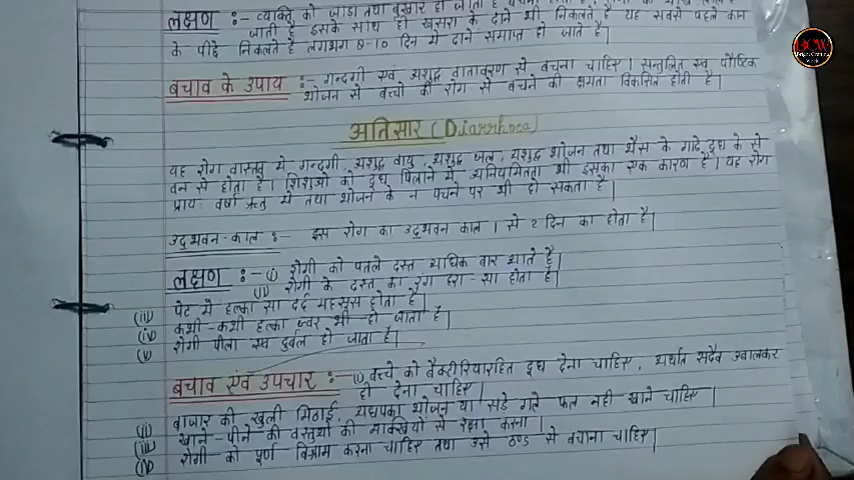 लक्षण :- व्यक्ति को जाड़ा तथा बुखार हो जाता है
जाती है इसके साथ ही खसरा के दाने भी निकलते है यह सबसे पहले कान
के पीछे निकलते है लगभग 8-10 दिन में दाने समाप्त हो जाते है।
बचाव के उपाय :- गन्दगी एवं अशुद्ध वातावरण से बचना चाहिए। सन्तुलित एवं पौष्टिक
भोजन से बच्चो की रोग से बचने की क्षमता विकसित होती है।
अतिसार (Diarrhoea)
यह रोग वास्तव में गन्दगी, अशुद्ध वायु, अशुद्ध जल, अशुद्ध भोजन तथा भैस के गाढे दूध के से
वन से होता है। शिशुओ को दूध पिलाने में अनियमितता भी इसका एक कारण है। यह रोग
प्रायः वर्षा ऋतु में तथा भोजन के न पचने पर भी हो सकता है।
उद्भवन-काल :- इस रोग का उद्भवन काल 1 से 2 दिन का होता है।
लक्षण :- (i) रोगी को पतले दस्त अधिक बार आते है।
(ii) रोगी के दस्त का रंग हरा-सा होता है।
(iii) पेट में हल्का सा दर्द महसूस होता है।
(iv) कभी-कभी हल्का ज्वर भी हो जाता है।
(v) रोगी पीला एवं दुर्बल हो जाता है।
बचाव एवं उपचार :- (i) बच्चे को बैक्टीरियारहित दूध देना चाहिए, अर्थात सदैव उबालकर
ही देना चाहिए।
(ii) बाजार की खुली मिठाई, अधपका भोजन या सडे गले फल नही खाने चाहिए।
(iii) खाने-पीने की वस्तुओ की मक्खियो से रक्षा करना।
(iv) रोगी को पूर्ण विश्राम करना चाहिए तथा उसे ठण्ड से बचाना चाहिए।
BCW